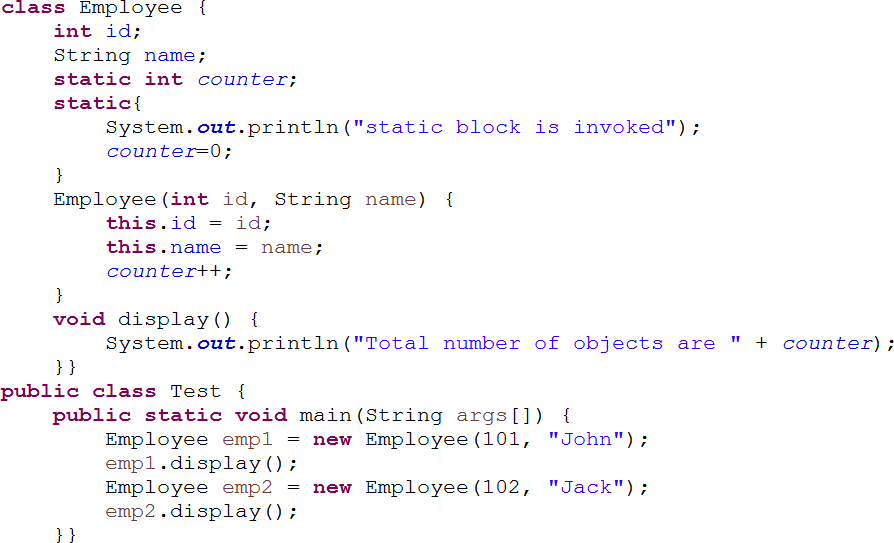 class Employee {
    int id;
    String name;
    static int counter;
    static{
        System.out.println("static block is invoked");
        counter=0;
    }
    Employee(int id, String name) {
        this.id = id;
        this.name = name;
        counter++;
    }
    void display() {
        System.out.println("Total number of objects are " + counter);
    }}
public class Test {
    public static void main(String args[]) {
        Employee emp1 = new Employee(101, "John");
        emp1.display();
        Employee emp2 = new Employee(102, "Jack");
        emp2.display();
    }}